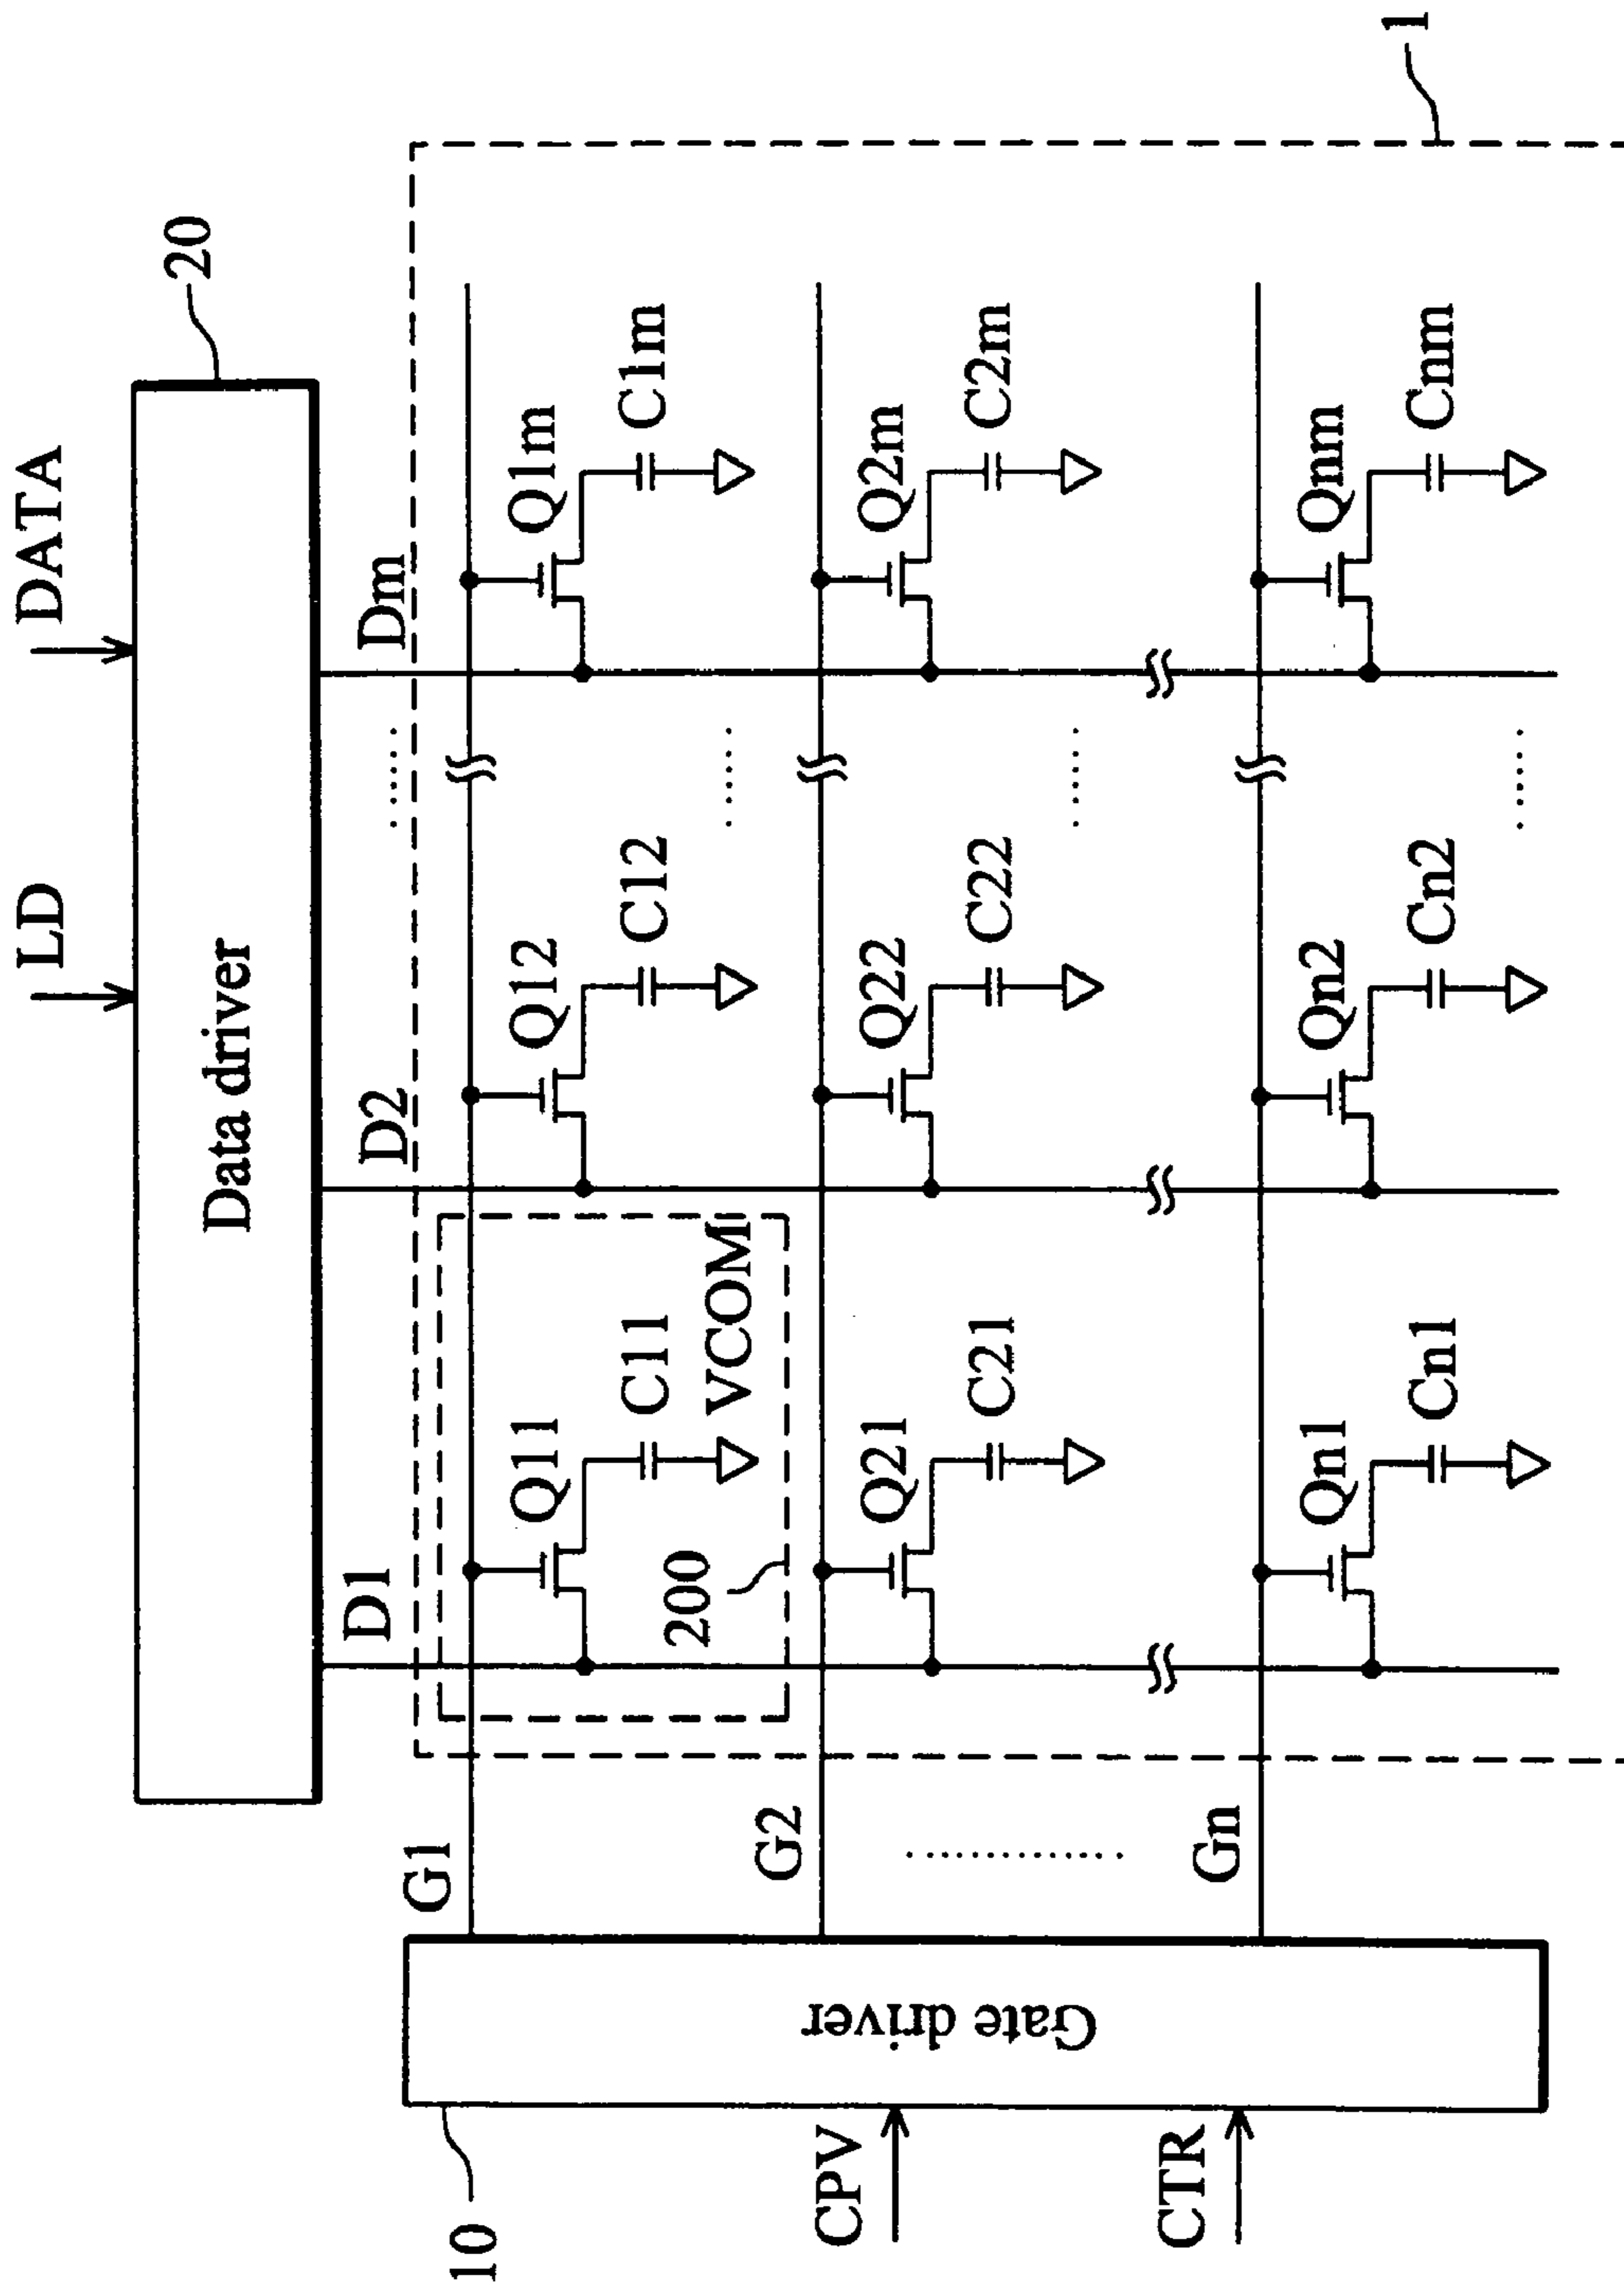 LD
DATA
20
Data driver
D1
D2
......
Dm
1
10
G1
Q11
Q12
Q1m
C11
C12
C1m
200
VCOM
......
CPV
Gate driver
G2
Q21
Q22
Q2m
C21
C22
C2m
..............
......
CTR
Gn
Qn1
Qn2
Qnm
Cn1
Cn2
Cnm
......